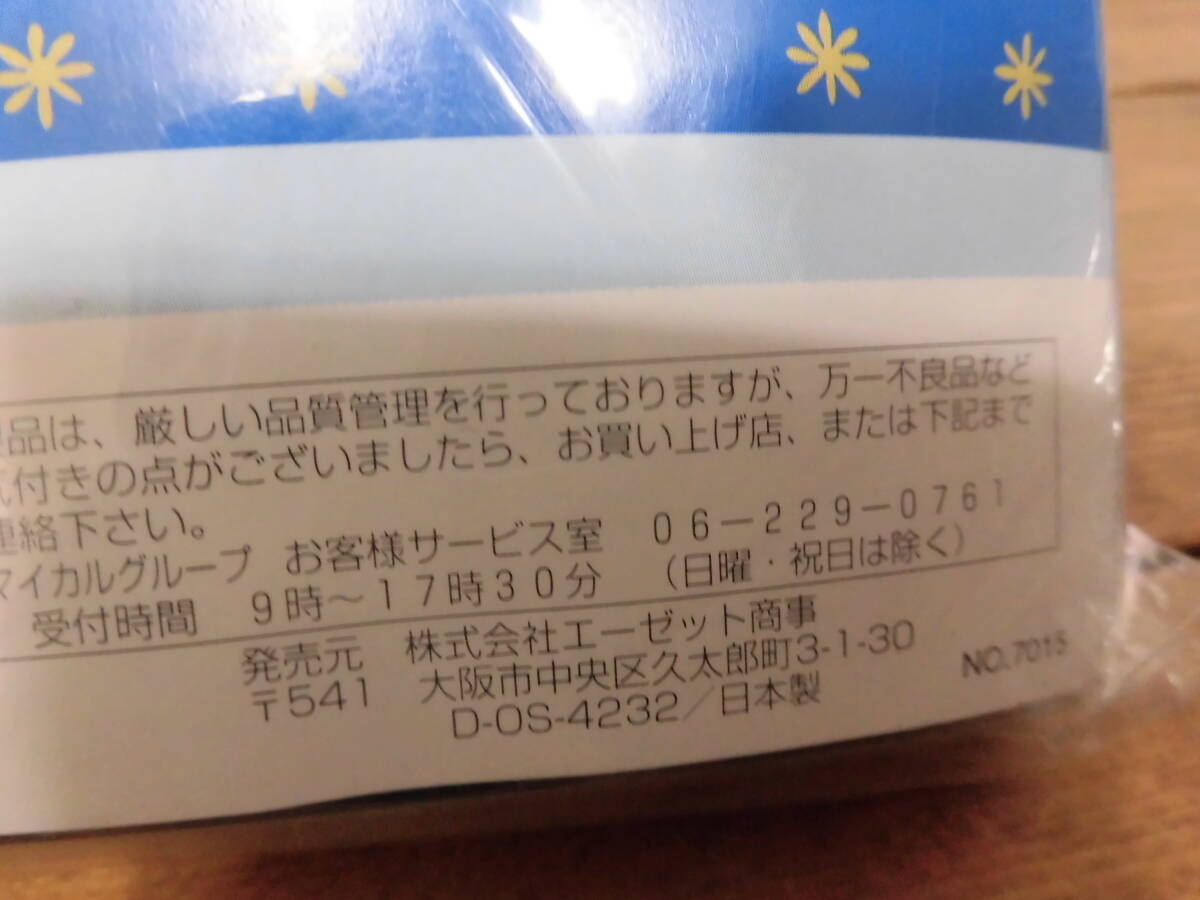 品は、厳しい品質管理を行っておりますが、万一不良品など
付きの点がございましたら、お買い上げ店、または下記まで
連絡下さい。
マイカルグループ お客様サービス室 06-229-0761
受付時間 9時〜17時30分 (日曜・祝日は除く)
発売元 株式会社エーゼット商事
〒541 大阪市中央区久太郎町3-1-30
D-OS-4232/日本製
NO.7015